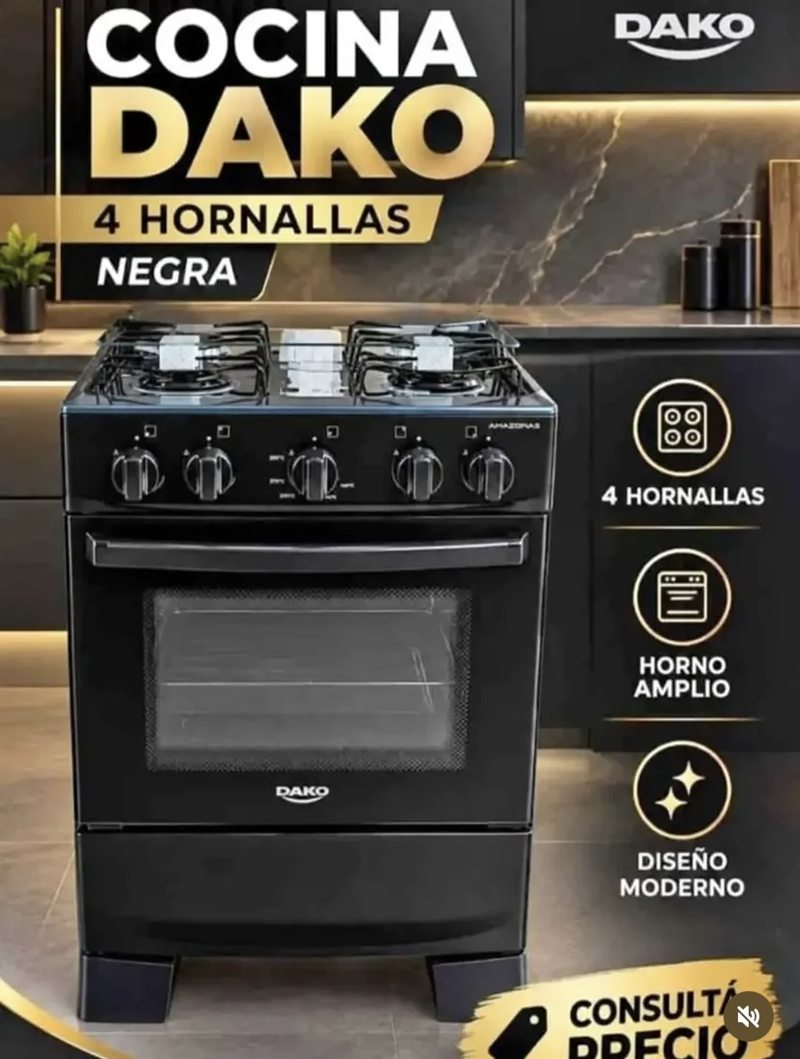 COCINA
DAKO
4 HORNALLAS
NEGRA
DAKO
AMAZONAS
4 HORNALLAS
HORNO
AMPLIO
DAKO
DISEÑO
MODERNO
CONSULTÁ
PRECIO